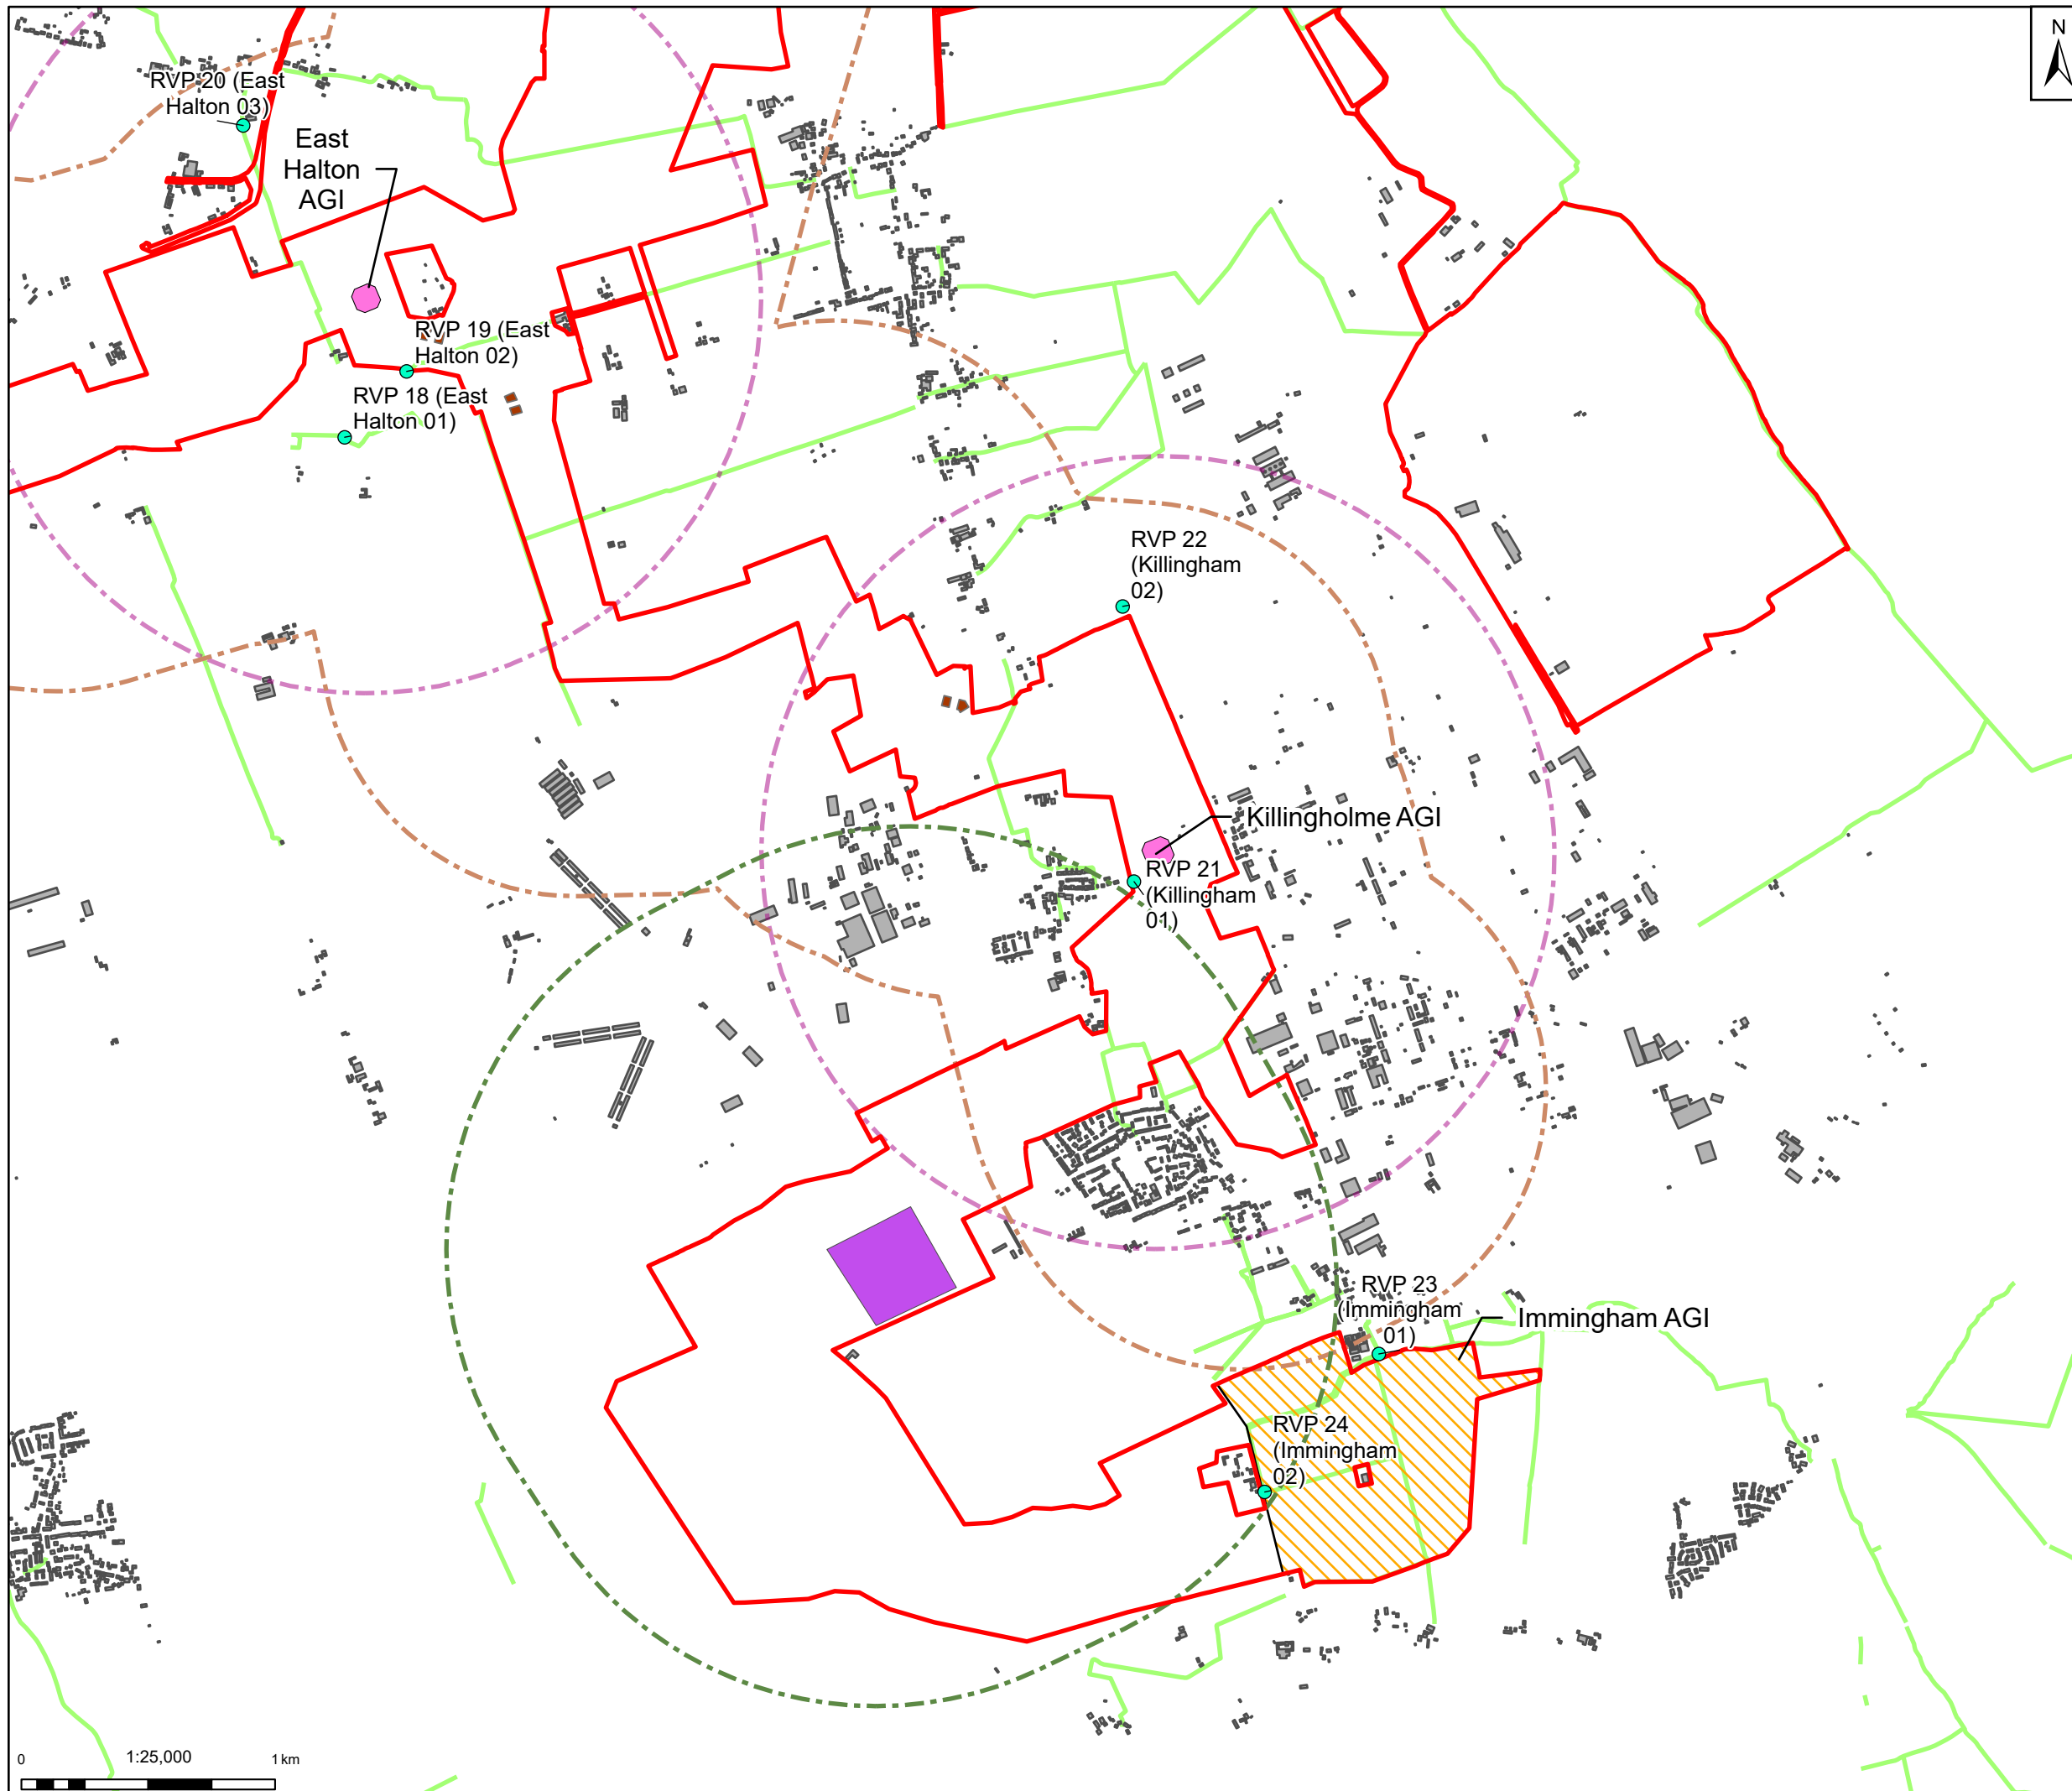 N
RVP 20 (East
Halton 03)
East
Halton
AGI
RVP 19 (East
Halton 02)
RVP 18 (East
Halton 01)
RVP 22
(Killingham
02)
Killingholme AGI
RVP 21
(Killingham
01)
RVP 23
(Immingham
01)
Immingham AGI
RVP 24
(Immingham
02)
0 1:25,000 1 km